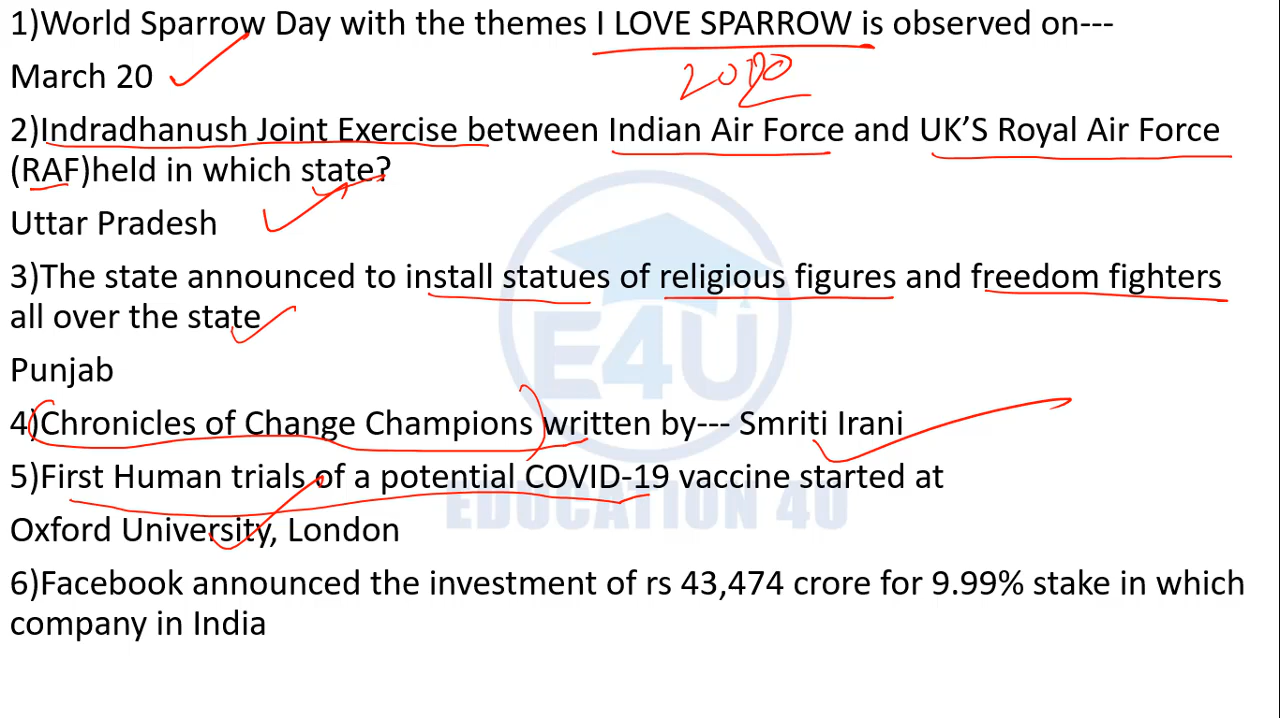 1)World Sparrow Day with the themes I LOVE SPARROW is observed on---
2020
March 20
2)Indradhanush Joint Exercise between Indian Air Force and UK’S Royal Air Force
(RAF)held in which state?
Uttar Pradesh
3)The state announced to install statues of religious figures and freedom fighters
all over the state
Punjab
E4U
4)Chronicles of Change Champions written by--- Smriti Irani
5)First Human trials of a potential COVID-19 vaccine started at
EDUCATION 4U
Oxford University, London
6)Facebook announced the investment of rs 43,474 crore for 9.99% stake in which
company in India